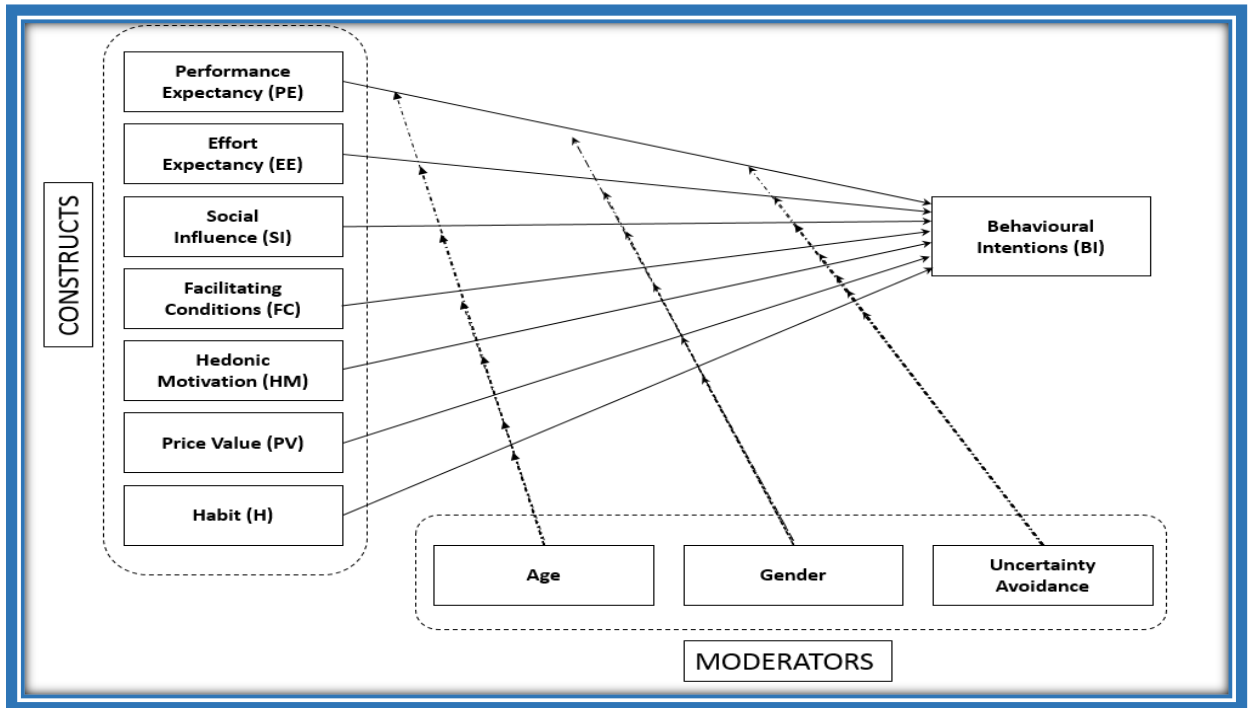 CONSTRUCTS
Performance
Expectancy (PE)
Effort
Expectancy (EE)
Social
Influence (SI)
Facilitating
Conditions (FC)
Hedonic
Motivation (HM)
Price Value (PV)
Habit (H)
Behavioural
Intentions (BI)
Age
Gender
Uncertainty
Avoidance
MODERATORS